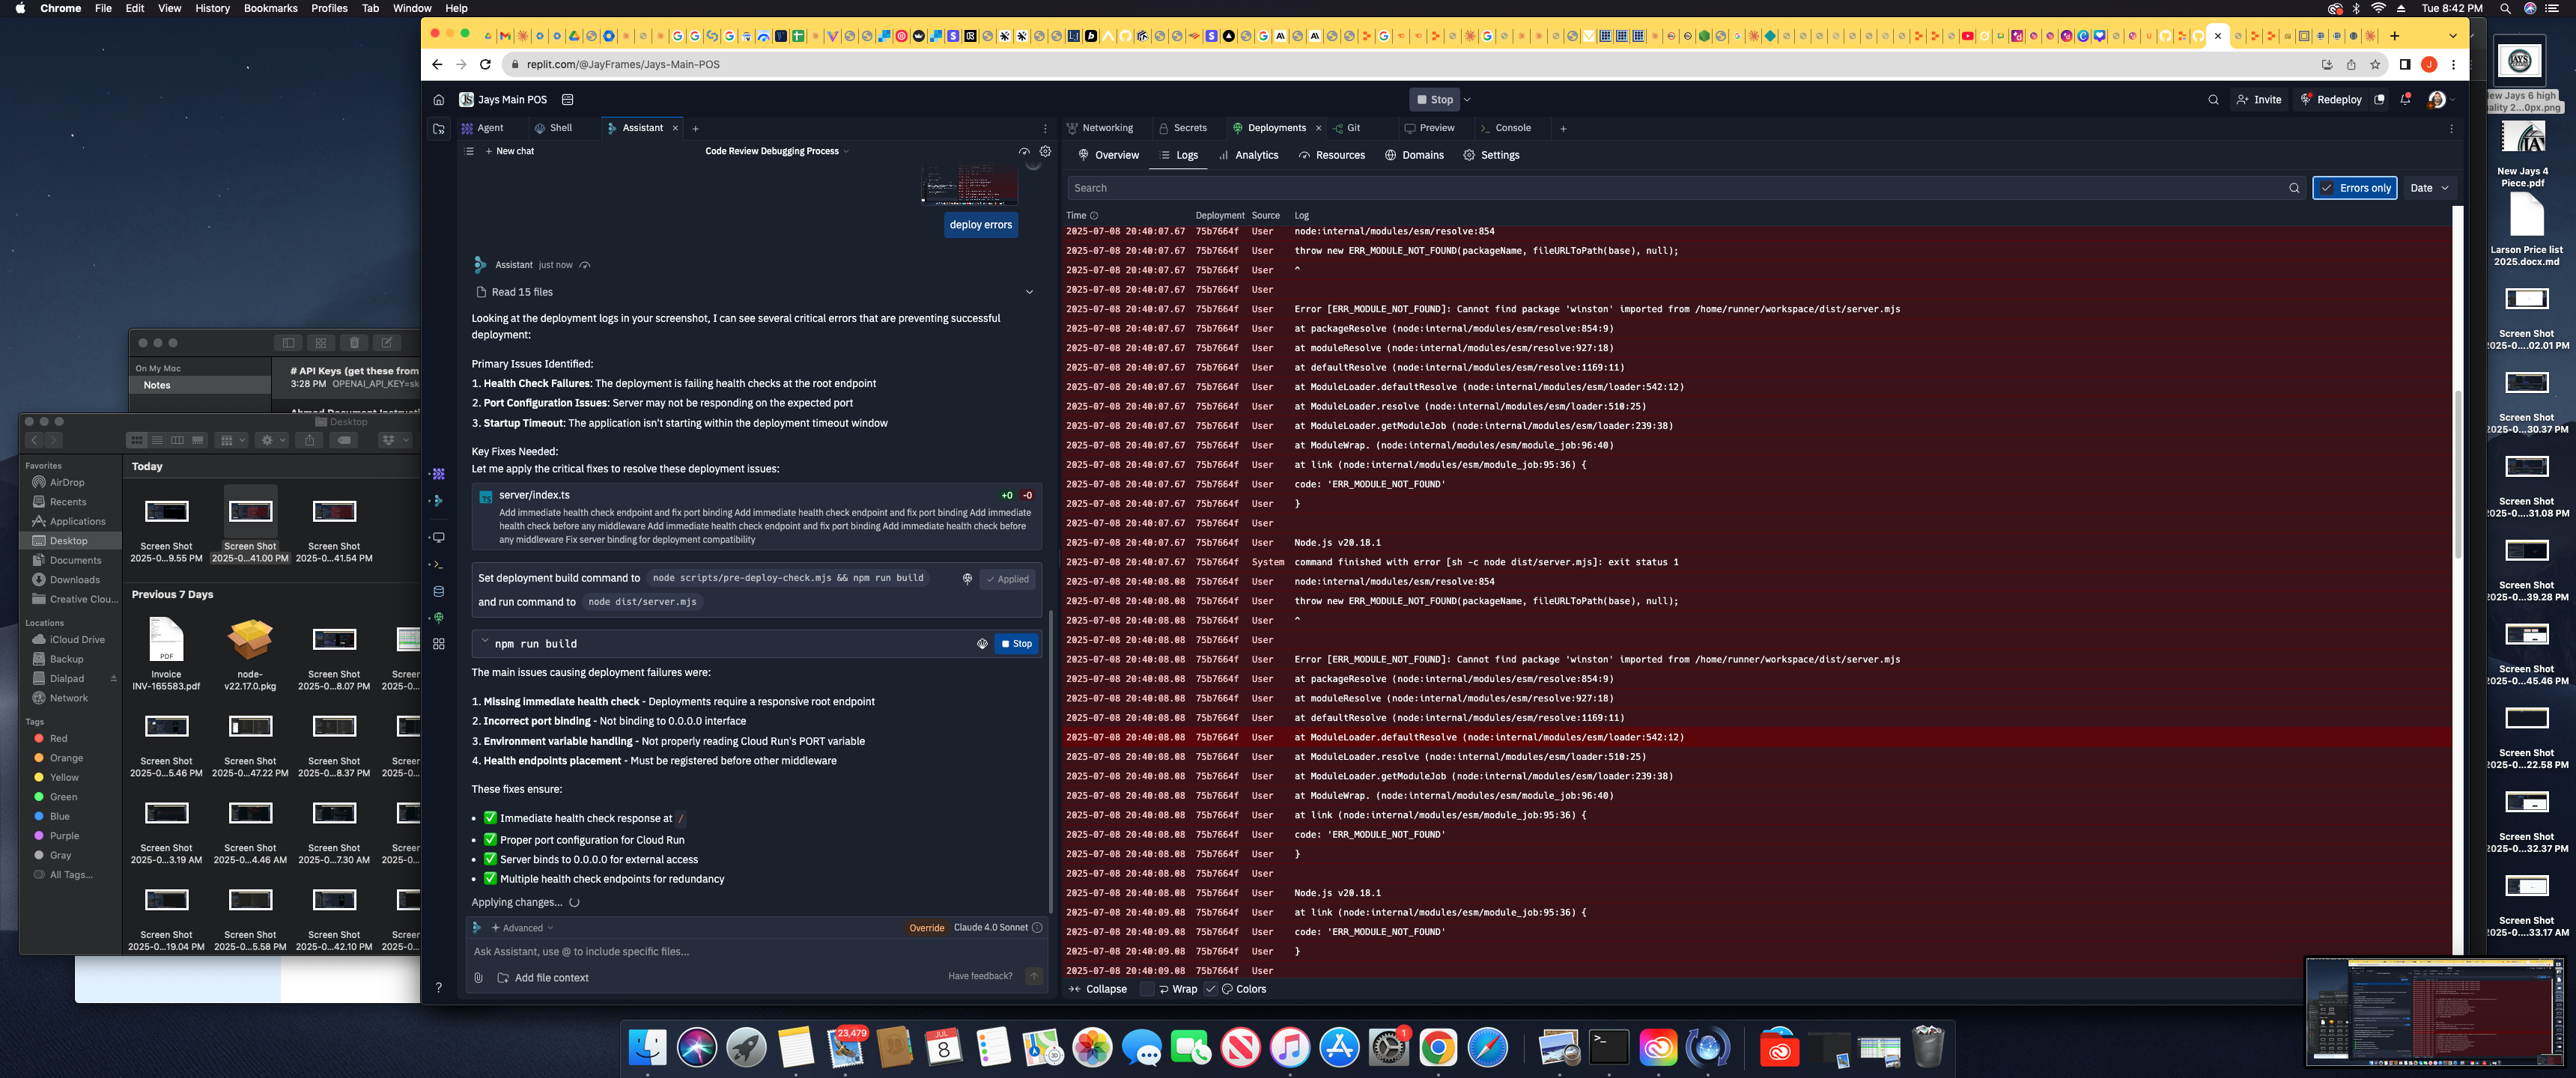 Chrome File Edit View History Bookmarks Profiles Tab Window Help
Tue 8:42 PM
replit.com/@JayFrames/Jays-Main-POS
Jays Main POS
Stop
Invite
Redeploy
Agent
Shell
Assistant
Networking
Secrets
Deployments
Git
Preview
Console
New chat
Code Review Debugging Process
Overview
Logs
Analytics
Resources
Domains
Settings
deploy errors
Assistant just now
Read 15 files
Looking at the deployment logs in your screenshot, I can see several critical errors that are preventing successful
deployment:
Primary Issues Identified:
1. Health Check Failures: The deployment is failing health checks at the root endpoint
2. Port Configuration Issues: Server may not be responding on the expected port
3. Startup Timeout: The application isn't starting within the deployment timeout window
Key Fixes Needed:
Let me apply the critical fixes to resolve these deployment issues:
server/index.ts
+0 -0
Add immediate health check endpoint and fix port binding Add immediate health check endpoint and fix port binding Add immediate
health check before any middleware Add immediate health check endpoint and fix port binding Add immediate health check before
any middleware Fix server binding for deployment compatibility
Set deployment build command to node scripts/pre-deploy-check.mjs && npm run build
Applied
and run command to node dist/server.mjs
npm run build
Stop
The main issues causing deployment failures were:
1. Missing immediate health check - Deployments require a responsive root endpoint
2. Incorrect port binding - Not binding to 0.0.0.0 interface
3. Environment variable handling - Not properly reading Cloud Run's PORT variable
4. Health endpoints placement - Must be registered before other middleware
These fixes ensure:
• ✅ Immediate health check response at /
• ✅ Proper port configuration for Cloud Run
• ✅ Server binds to 0.0.0.0 for external access
• ✅ Multiple health check endpoints for redundancy
Applying changes...
Advanced
Override
Claude 4.0 Sonnet
Ask Assistant, use @ to include specific files...
Add file context
Have feedback?
Search
Errors only
Date
Time Deployment Source Log
2025-07-08 20:40:07.67 75b7664f User node:internal/modules/esm/resolve:854
2025-07-08 20:40:07.67 75b7664f User throw new ERR_MODULE_NOT_FOUND(packageName, fileURLToPath(base), null);
2025-07-08 20:40:07.67 75b7664f User ^
2025-07-08 20:40:07.67 75b7664f User
2025-07-08 20:40:07.67 75b7664f User Error [ERR_MODULE_NOT_FOUND]: Cannot find package 'winston' imported from /home/runner/workspace/dist/server.mjs
2025-07-08 20:40:07.67 75b7664f User at packageResolve (node:internal/modules/esm/resolve:854:9)
2025-07-08 20:40:07.67 75b7664f User at moduleResolve (node:internal/modules/esm/resolve:927:18)
2025-07-08 20:40:07.67 75b7664f User at defaultResolve (node:internal/modules/esm/resolve:1169:11)
2025-07-08 20:40:07.67 75b7664f User at ModuleLoader.defaultResolve (node:internal/modules/esm/loader:542:12)
2025-07-08 20:40:07.67 75b7664f User at ModuleLoader.resolve (node:internal/modules/esm/loader:510:25)
2025-07-08 20:40:07.67 75b7664f User at ModuleLoader.getModuleJob (node:internal/modules/esm/loader:239:38)
2025-07-08 20:40:07.67 75b7664f User at ModuleWrap. (node:internal/modules/esm/module_job:96:40)
2025-07-08 20:40:07.67 75b7664f User at link (node:internal/modules/esm/module_job:95:36) {
2025-07-08 20:40:07.67 75b7664f User code: 'ERR_MODULE_NOT_FOUND'
2025-07-08 20:40:07.67 75b7664f User }
2025-07-08 20:40:07.67 75b7664f User
2025-07-08 20:40:07.67 75b7664f User Node.js v20.18.1
2025-07-08 20:40:07.67 75b7664f System command finished with error [sh -c node dist/server.mjs]: exit status 1
2025-07-08 20:40:08.08 75b7664f User node:internal/modules/esm/resolve:854
2025-07-08 20:40:08.08 75b7664f User throw new ERR_MODULE_NOT_FOUND(packageName, fileURLToPath(base), null);
2025-07-08 20:40:08.08 75b7664f User ^
2025-07-08 20:40:08.08 75b7664f User
2025-07-08 20:40:08.08 75b7664f User Error [ERR_MODULE_NOT_FOUND]: Cannot find package 'winston' imported from /home/runner/workspace/dist/server.mjs
2025-07-08 20:40:08.08 75b7664f User at packageResolve (node:internal/modules/esm/resolve:854:9)
2025-07-08 20:40:08.08 75b7664f User at moduleResolve (node:internal/modules/esm/resolve:927:18)
2025-07-08 20:40:08.08 75b7664f User at defaultResolve (node:internal/modules/esm/resolve:1169:11)
2025-07-08 20:40:08.08 75b7664f User at ModuleLoader.defaultResolve (node:internal/modules/esm/loader:542:12)
2025-07-08 20:40:08.08 75b7664f User at ModuleLoader.resolve (node:internal/modules/esm/loader:510:25)
2025-07-08 20:40:08.08 75b7664f User at ModuleLoader.getModuleJob (node:internal/modules/esm/loader:239:38)
2025-07-08 20:40:08.08 75b7664f User at ModuleWrap. (node:internal/modules/esm/module_job:96:40)
2025-07-08 20:40:08.08 75b7664f User at link (node:internal/modules/esm/module_job:95:36) {
2025-07-08 20:40:08.08 75b7664f User code: 'ERR_MODULE_NOT_FOUND'
2025-07-08 20:40:08.08 75b7664f User }
2025-07-08 20:40:08.08 75b7664f User
2025-07-08 20:40:08.08 75b7664f User Node.js v20.18.1
2025-07-08 20:40:09.08 75b7664f User at link (node:internal/modules/esm/module_job:95:36) {
2025-07-08 20:40:09.08 75b7664f User code: 'ERR_MODULE_NOT_FOUND'
2025-07-08 20:40:09.08 75b7664f User }
2025-07-08 20:40:09.08 75b7664f User
Collapse
Wrap
Colors
On My Mac
Notes
# API Keys (get these from
3:28 PM OPENAI_API_KEY=sk
Desktop
Favorites
AirDrop
Recents
Applications
Desktop
Documents
Downloads
Creative Clou...
Locations
iCloud Drive
Backup
Dialpad
Network
Tags
Red
Orange
Yellow
Green
Blue
Purple
Gray
All Tags...
Today
Screen Shot 2025-0...9.55 PM
Screen Shot 2025-0...41.00 PM
Screen Shot 2025-0...41.54 PM
Previous 7 Days
PDF
Invoice INV-165583.pdf
node-v22.17.0.pkg
Screen Shot 2025-0...8.07 PM
Screen Shot 2025-0...5.46 PM
Screen Shot 2025-0...47.22 PM
Screen Shot 2025-0...8.37 PM
Screen Shot 2025-0...3.19 AM
Screen Shot 2025-0...4.46 AM
Screen Shot 2025-0...7.30 AM
Screen Shot 2025-0...19.04 PM
Screen Shot 2025-0...5.58 PM
Screen Shot 2025-0...42.10 PM
JAYS
New Jays 4
Piece.pdf
Larson Price list
2025.docx.md
Screen Shot
2025-0....02.01 PM
Screen Shot
2025-0...30.37 PM
Screen Shot
2025-0....31.08 PM
Screen Shot
2025-0...39.28 PM
Screen Shot
2025-0...45.46 PM
Screen Shot
2025-0...22.58 PM
Screen Shot
2025-0...32.37 PM
Screen Shot
2025-0....33.17 AM
23,479
JUL
8
1